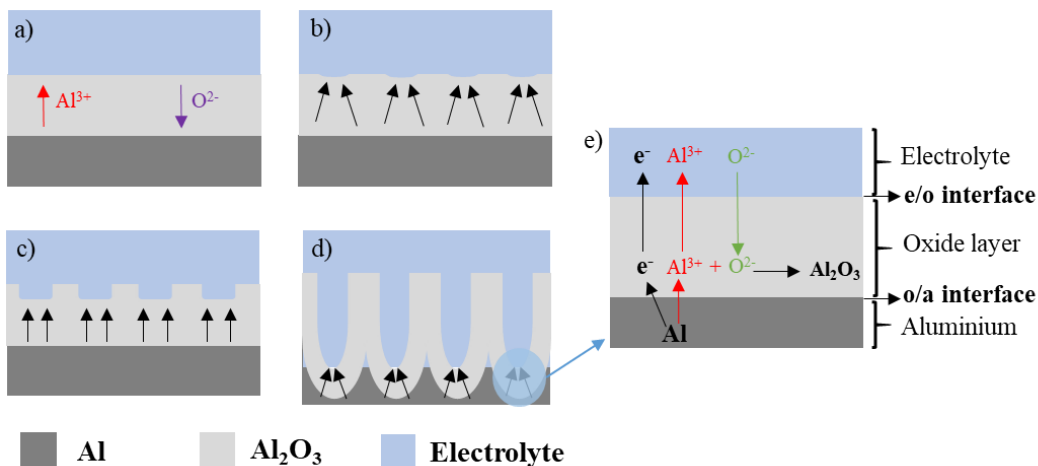 a)
Al³⁺
O²⁻
b)
c)
d)
e)
e⁻ Al³⁺ O²⁻
e⁻ Al³⁺ + O²⁻
Al₂O₃
Al
Electrolyte
e/o interface
Oxide layer
o/a interface
Aluminium
Al
Al₂O₃
Electrolyte